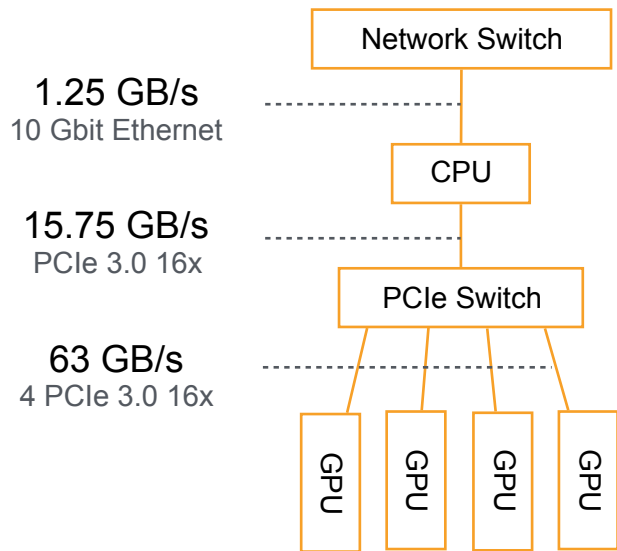 Network Switch
1.25 GB/s
10 Gbit Ethernet
CPU
15.75 GB/s
PCIe 3.0 16x
PCIe Switch
63 GB/s
4 PCIe 3.0 16x
GPU
GPU
GPU
GPU